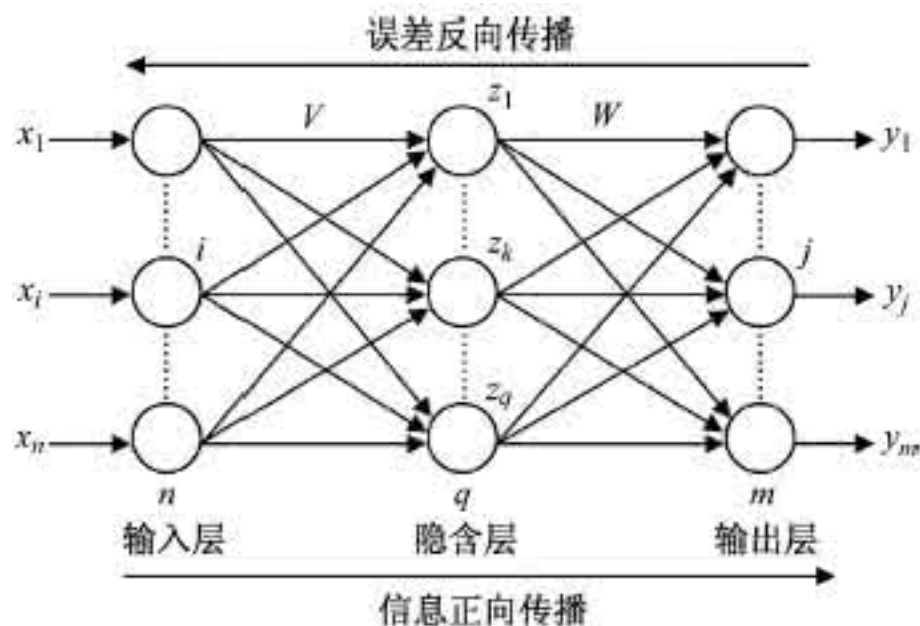 误差反向传播
x1 V z1 W y1
xi i zk j yj
xn zq ym
n q m
输入层 隐含层 输出层
信息正向传播